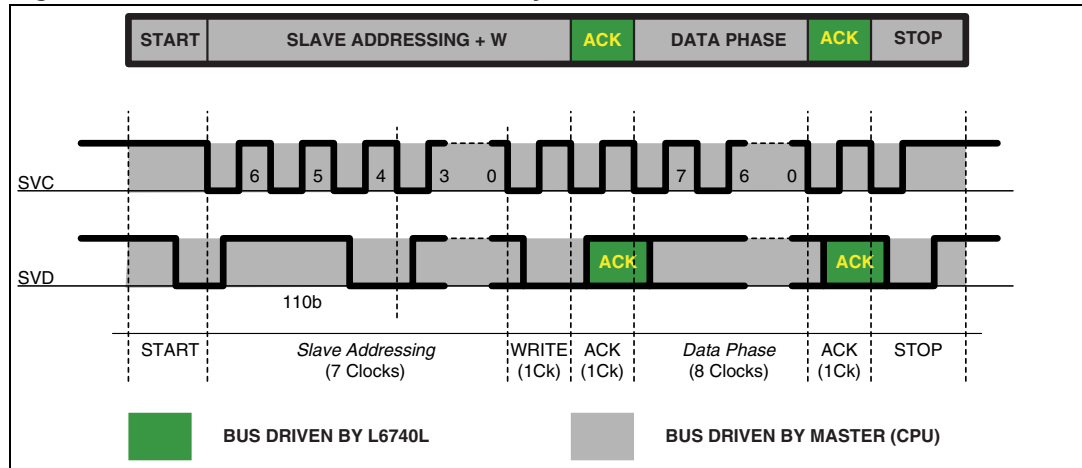 START SLAVE ADDRESSING + W ACK DATA PHASE ACK STOP
SVC 6 5 4 3 0 7 6 0
SVD ACK ACK
110b
START Slave Addressing WRITE ACK Data Phase ACK STOP
(7 Clocks) (1Ck) (1Ck) (8 Clocks) (1Ck)
BUS DRIVEN BY L6740L BUS DRIVEN BY MASTER (CPU)